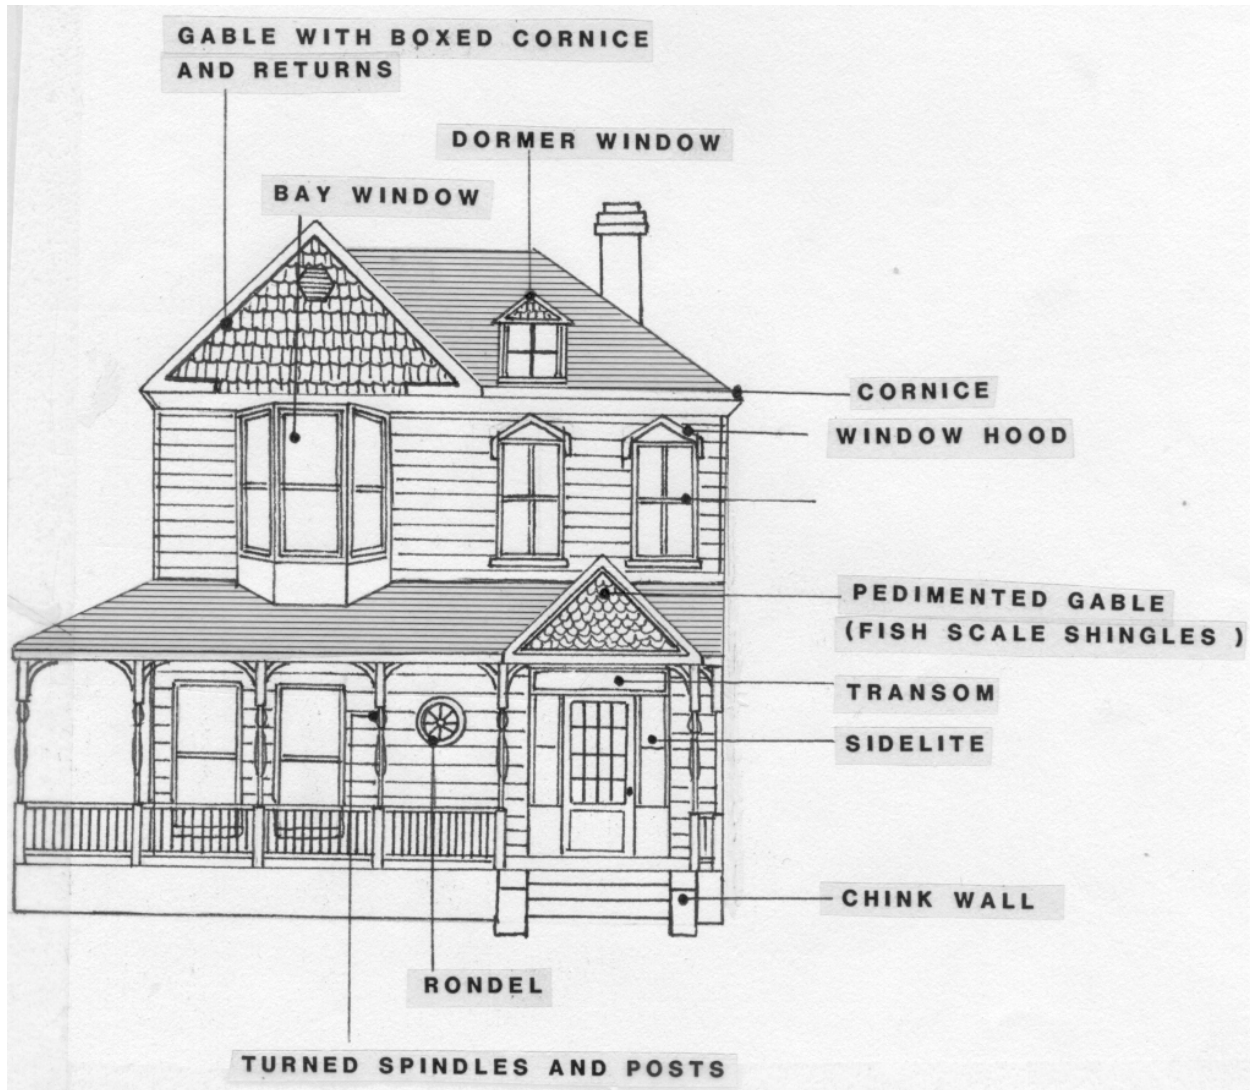 GABLE WITH BOXED CORNICE
AND RETURNS
DORMER WINDOW
BAY WINDOW
CORNICE
WINDOW HOOD
PEDIMENTED GABLE
(FISH SCALE SHINGLES )
TRANSOM
SIDELITE
CHINK WALL
RONDEL
TURNED SPINDLES AND POSTS